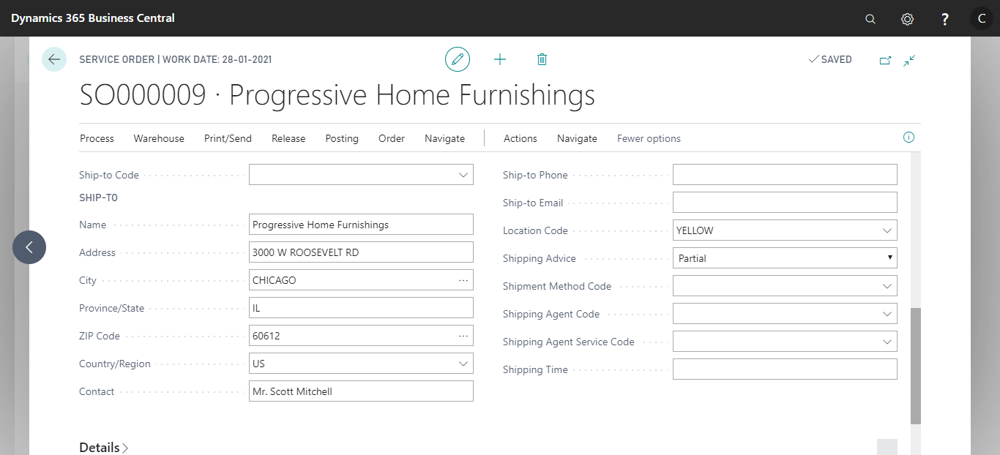 Dynamics 365 Business Central
?
C
SERVICE ORDER | WORK DATE: 28-01-2021
SAVED
SO000009 · Progressive Home Furnishings
Process Warehouse Print/Send Release Posting Order Navigate Actions Navigate Fewer options
Ship-to Code
SHIP-TO
Name Progressive Home Furnishings
Address 3000 W ROOSEVELT RD
City CHICAGO
Province/State IL
ZIP Code 60612
Country/Region US
Contact Mr. Scott Mitchell
Ship-to Phone
Ship-to Email
Location Code YELLOW
Shipping Advice Partial
Shipment Method Code
Shipping Agent Code
Shipping Agent Service Code
Shipping Time
Details